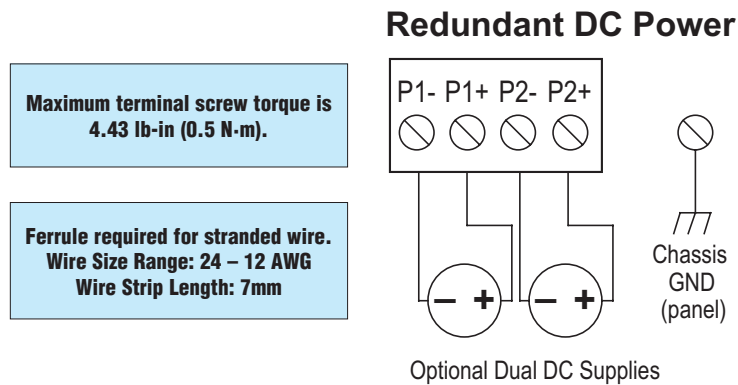 Redundant DC Power
Maximum terminal screw torque is
4.43 lb-in (0.5 N·m).
P1- P1+ P2- P2+
Ferrule required for stranded wire.
Wire Size Range: 24 – 12 AWG
Wire Strip Length: 7mm
– +
– +
Chassis
GND
(panel)
Optional Dual DC Supplies